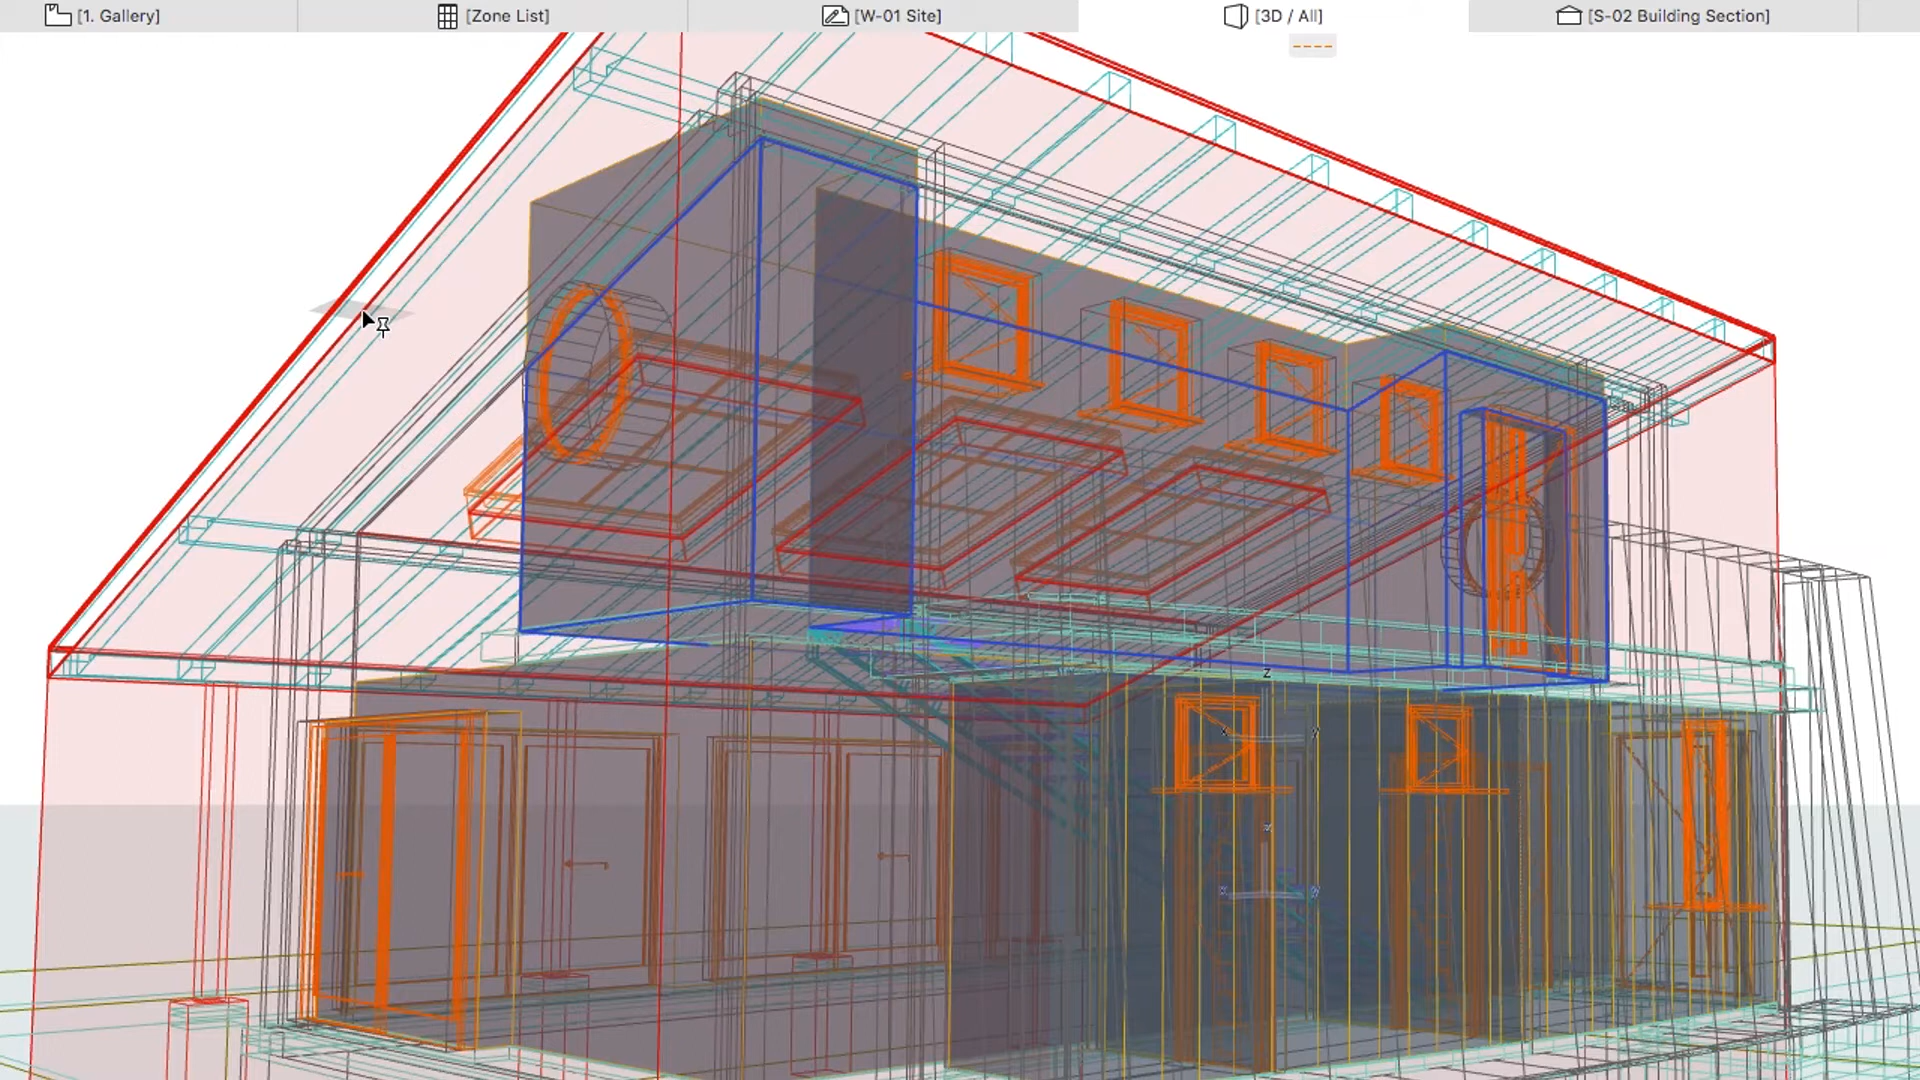 [1. Gallery]
[Zone List]
[W-01 Site]
[3D / All]
[S-02 Building Section]
z
x
y
z
x
y